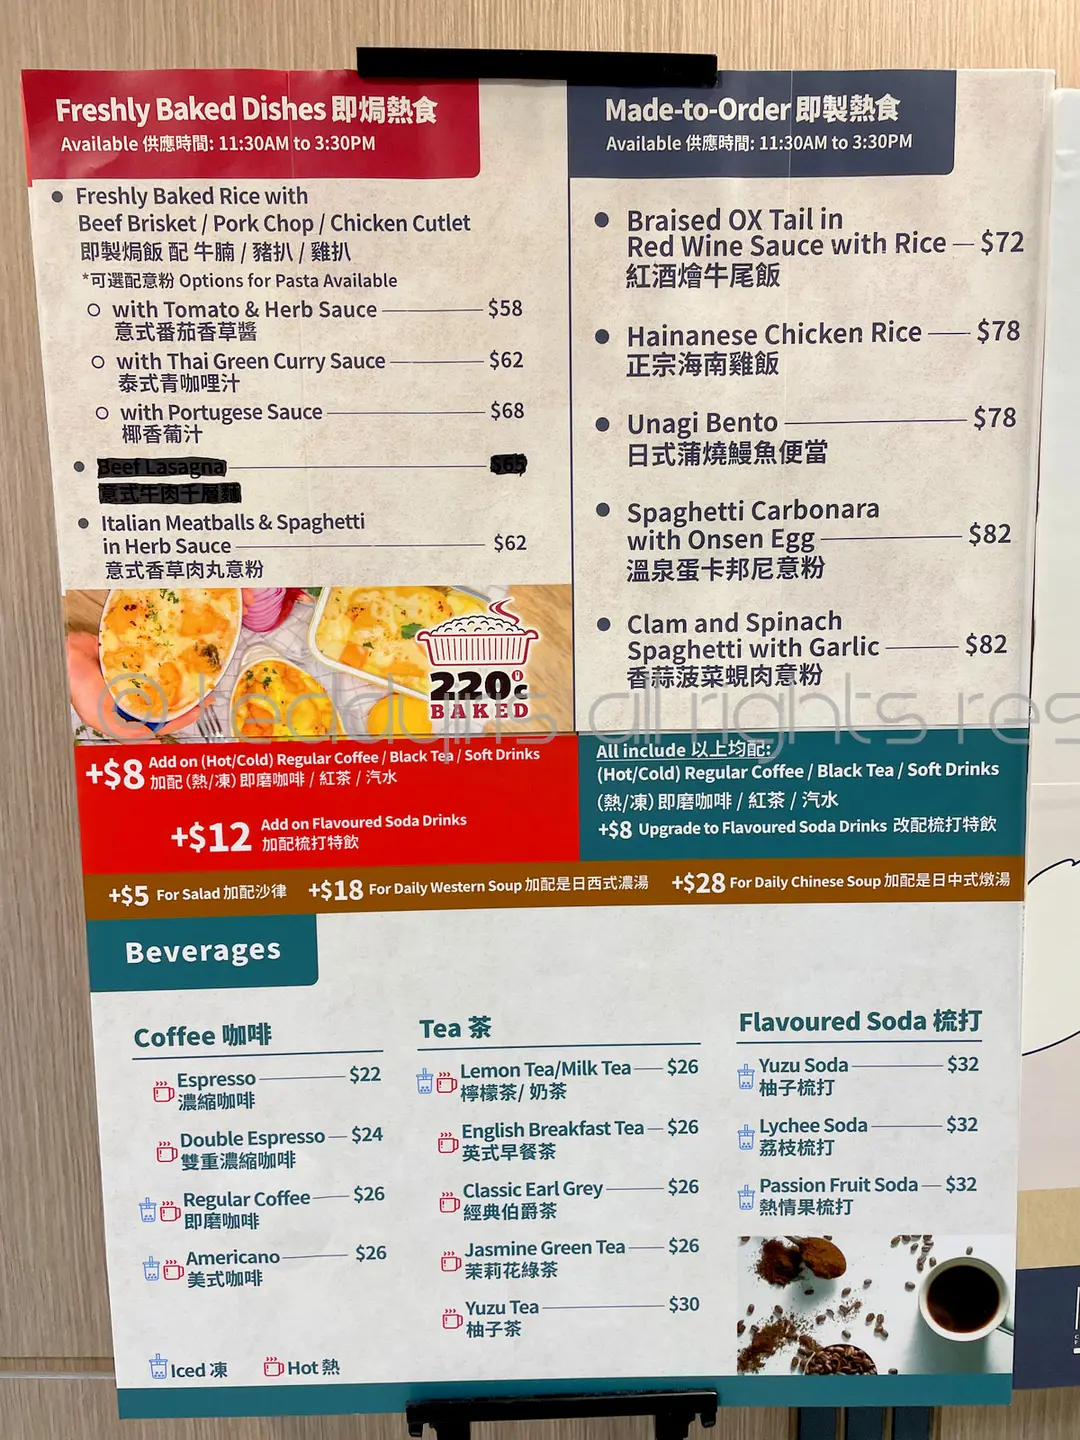 Freshly Baked Dishes 即焗熱食
Available 供應時間: 11:30AM to 3:30PM
Freshly Baked Rice with
Beef Brisket / Pork Chop / Chicken Cutlet
即製焗飯 配 牛腩 / 豬扒 / 雞扒
*可選配意粉 Options for Pasta Available
with Tomato & Herb Sauce $58
意式番茄香草醬
with Thai Green Curry Sauce $62
泰式青咖喱汁
with Portugese Sauce $68
椰香葡汁
Beef Lasagna $65
意式牛肉千層麵
Italian Meatballs & Spaghetti
in Herb Sauce $62
意式香草肉丸意粉
220°C
BAKED
Made-to-Order 即製熱食
Available 供應時間: 11:30AM to 3:30PM
Braised OX Tail in
Red Wine Sauce with Rice $72
紅酒燴牛尾飯
Hainanese Chicken Rice $78
正宗海南雞飯
Unagi Bento $78
日式蒲燒鰻魚便當
Spaghetti Carbonara
with Onsen Egg $82
溫泉蛋卡邦尼意粉
Clam and Spinach
Spaghetti with Garlic $82
香蒜菠菜蜆肉意粉
© teddyris all rights res
+$8 Add on (Hot/Cold) Regular Coffee / Black Tea / Soft Drinks
加配 (熱/凍) 即磨咖啡 / 紅茶 / 汽水
+$12 Add on Flavoured Soda Drinks
加配梳打特飲
All include 以上均配:
(Hot/Cold) Regular Coffee / Black Tea / Soft Drinks
(熱/凍) 即磨咖啡 / 紅茶 / 汽水
+$8 Upgrade to Flavoured Soda Drinks 改配梳打特飲
+$5 For Salad 加配沙律 +$18 For Daily Western Soup 加配是日西式濃湯 +$28 For Daily Chinese Soup 加配是日中式燉湯
Beverages
Coffee 咖啡
Espresso $22
濃縮咖啡
Double Espresso $24
雙重濃縮咖啡
Regular Coffee $26
即磨咖啡
Americano $26
美式咖啡
Iced 凍 Hot 熱
Tea 茶
Lemon Tea/Milk Tea $26
檸檬茶/ 奶茶
English Breakfast Tea $26
英式早餐茶
Classic Earl Grey $26
經典伯爵茶
Jasmine Green Tea $26
茉莉花綠茶
Yuzu Tea $30
柚子茶
Flavoured Soda 梳打
Yuzu Soda $32
柚子梳打
Lychee Soda $32
荔枝梳打
Passion Fruit Soda $32
熱情果梳打